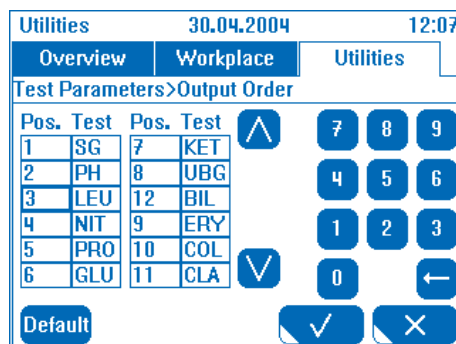 Utilities 30.04.2004 12:07
Overview Workplace Utilities
Test Parameters>Output Order
Pos. Test Pos. Test
1 SG 7 KET
2 PH 8 UBG
3 LEU 12 BIL
4 NIT 9 ERY
5 PRO 10 COL
6 GLU 11 CLA
7 8 9
4 5 6
1 2 3
0 ←
Default